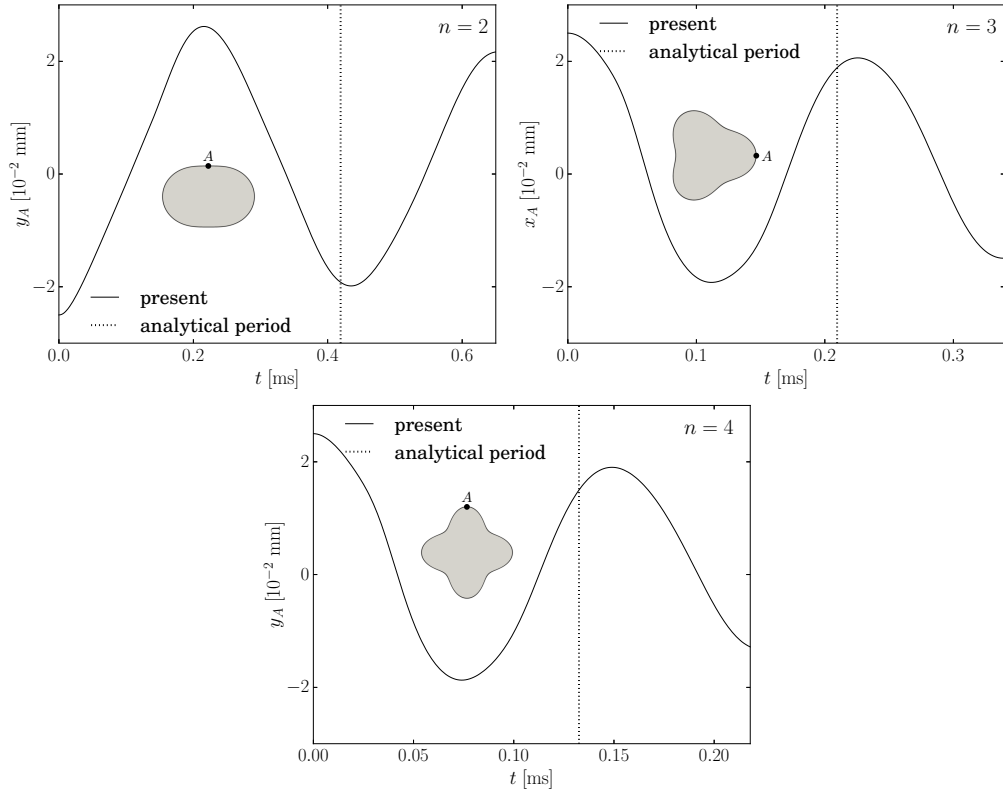 n = 2
2
0
−2
y_A [10^{−2} mm]
A
present
analytical period
0.0 0.2 0.4 0.6
t [ms]
present
analytical period
n = 3
2
0
−2
x_A [10^{−2} mm]
A
0.0 0.1 0.2 0.3
t [ms]
present
analytical period
n = 4
2
0
−2
y_A [10^{−2} mm]
A
0.00 0.05 0.10 0.15 0.20
t [ms]